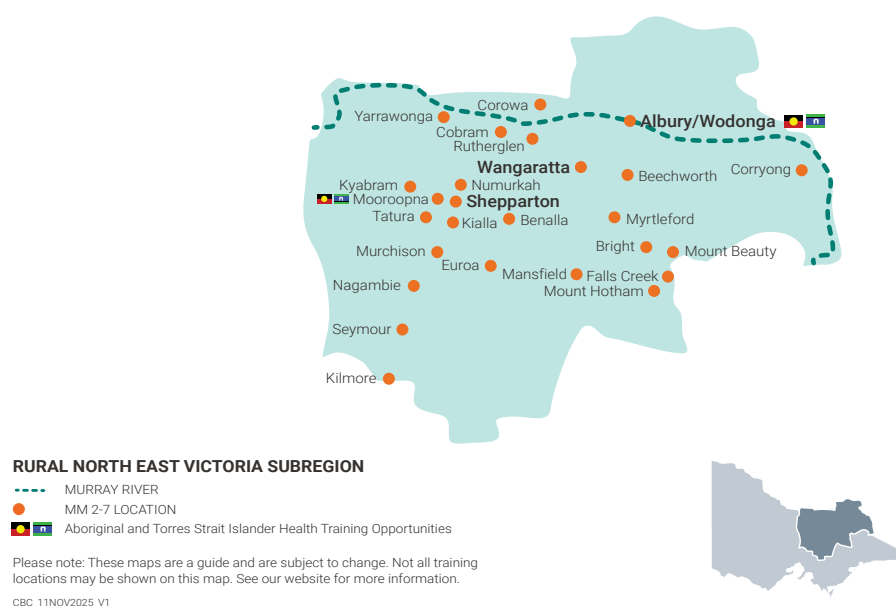 Corowa
Yarrawonga
Albury/Wodonga
Cobram
Rutherglen
Wangaratta
Corryong
Beechworth
Kyabram
Numurkah
Mooroopna
Shepparton
Tatura
Kialla
Benalla
Myrtleford
Bright
Mount Beauty
Murchison
Euroa
Mansfield
Falls Creek
Nagambie
Mount Hotham
Seymour
Kilmore
RURAL NORTH EAST VICTORIA SUBREGION
MURRAY RIVER
MM 2-7 LOCATION
Aboriginal and Torres Strait Islander Health Training Opportunities
Please note: These maps are a guide and are subject to change. Not all training
locations may be shown on this map. See our website for more information.
CBC_11NOV2025_V1